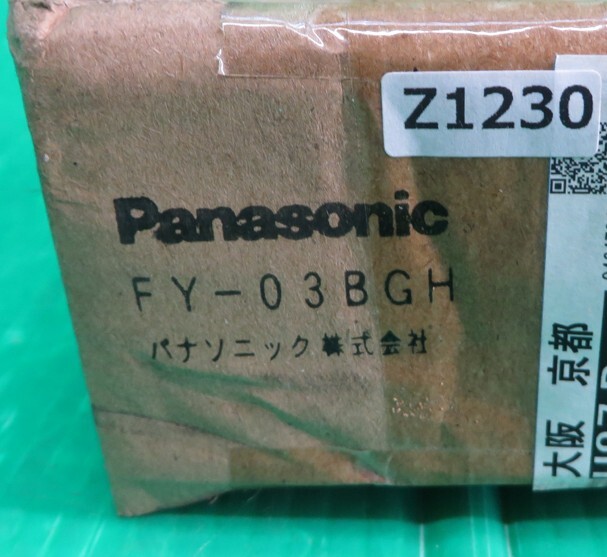 Z1230
Panasonic
FY-03BGH
パナソニック株式会社
大阪 京都